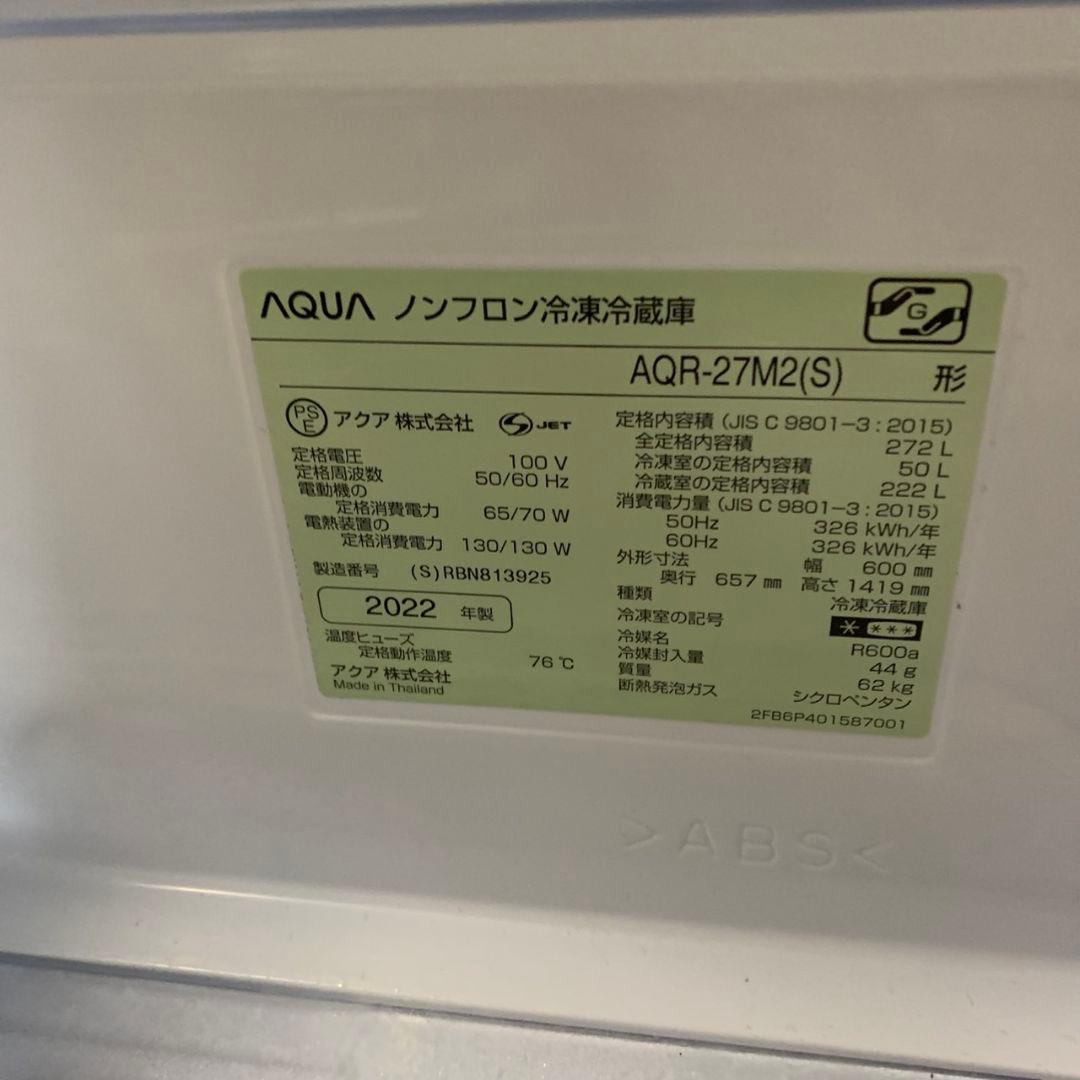 AQUA ノンフロン冷凍冷蔵庫
G
AQR-27M2(S) 形
PS
E
アクア 株式会社
S JET
定格電圧 100 V
定格周波数 50/60 Hz
電動機の
定格消費電力 65/70 W
電熱装置の
定格消費電力 130/130 W
製造番号 (S)RBN813925
2022 年製
温度ヒューズ
定格動作温度 76 ℃
アクア 株式会社
Made in Thailand
定格内容積 (JIS C 9801-3 : 2015)
全定格内容積 272 L
冷凍室の定格内容積 50 L
冷蔵室の定格内容積 222 L
消費電力量 (JIS C 9801-3 : 2015)
50Hz 326 kWh/年
60Hz 326 kWh/年
外形寸法 幅 600 ㎜
奥行 657 ㎜ 高さ 1419 ㎜
種類 冷凍冷蔵庫
冷凍室の記号 * ***
冷媒名 R600a
冷媒封入量 44 g
質量 62 kg
断熱発泡ガス シクロペンタン
2FB6P401587001
>ABS<